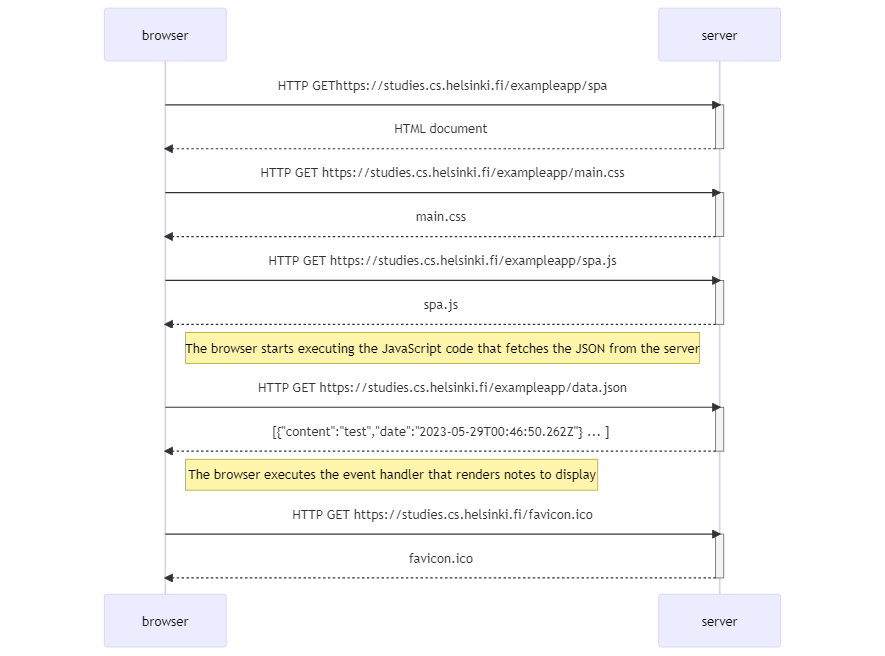 browser
server
HTTP GEThttps://studies.cs.helsinki.fi/exampleapp/spa
HTML document
HTTP GET https://studies.cs.helsinki.fi/exampleapp/main.css
main.css
HTTP GET https://studies.cs.helsinki.fi/exampleapp/spa.js
spa.js
The browser starts executing the JavaScript code that fetches the JSON from the server
HTTP GET https://studies.cs.helsinki.fi/exampleapp/data.json
[{"content":"test","date":"2023-05-29T00:46:50.262Z"} ... ]
The browser executes the event handler that renders notes to display
HTTP GET https://studies.cs.helsinki.fi/favicon.ico
favicon.ico
browser
server